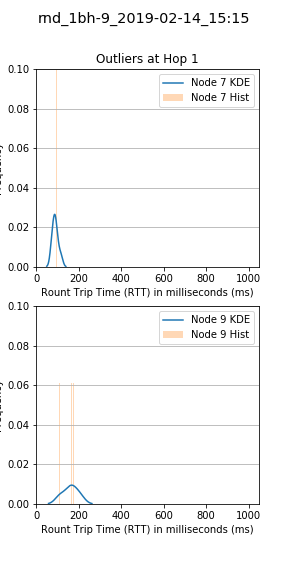 rnd_1bh-9_2019-02-14_15:15
Outliers at Hop 1
0.10
0.08
0.06
0.04
0.02
0.00
Node 7 KDE
Node 7 Hist
0 200 400 600 800 1000
Rount Trip Time (RTT) in milliseconds (ms)
0.10
0.08
0.06
0.04
0.02
0.00
Node 9 KDE
Node 9 Hist
0 200 400 600 800 1000
Rount Trip Time (RTT) in milliseconds (ms)